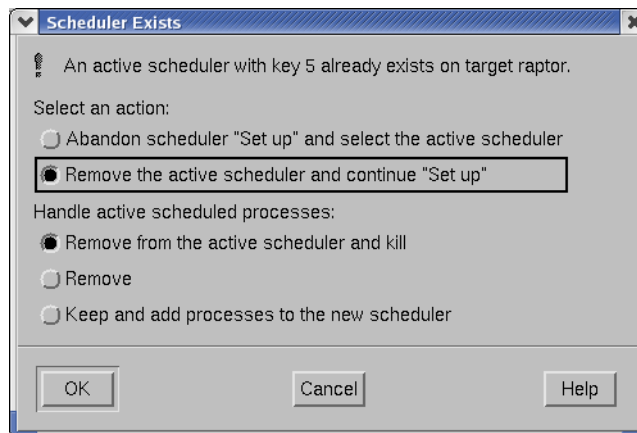 Scheduler Exists
An active scheduler with key 5 already exists on target raptor.
Select an action:
Abandon scheduler "Set up" and select the active scheduler
Remove the active scheduler and continue "Set up"
Handle active scheduled processes:
Remove from the active scheduler and kill
Remove
Keep and add processes to the new scheduler
OK Cancel Help